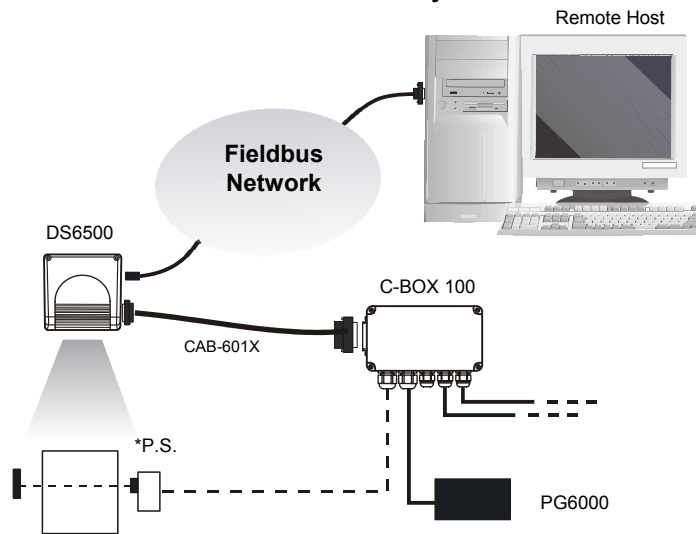 Remote Host
Fieldbus
Network
DS6500
C-BOX 100
CAB-601X
*P.S.
PG6000